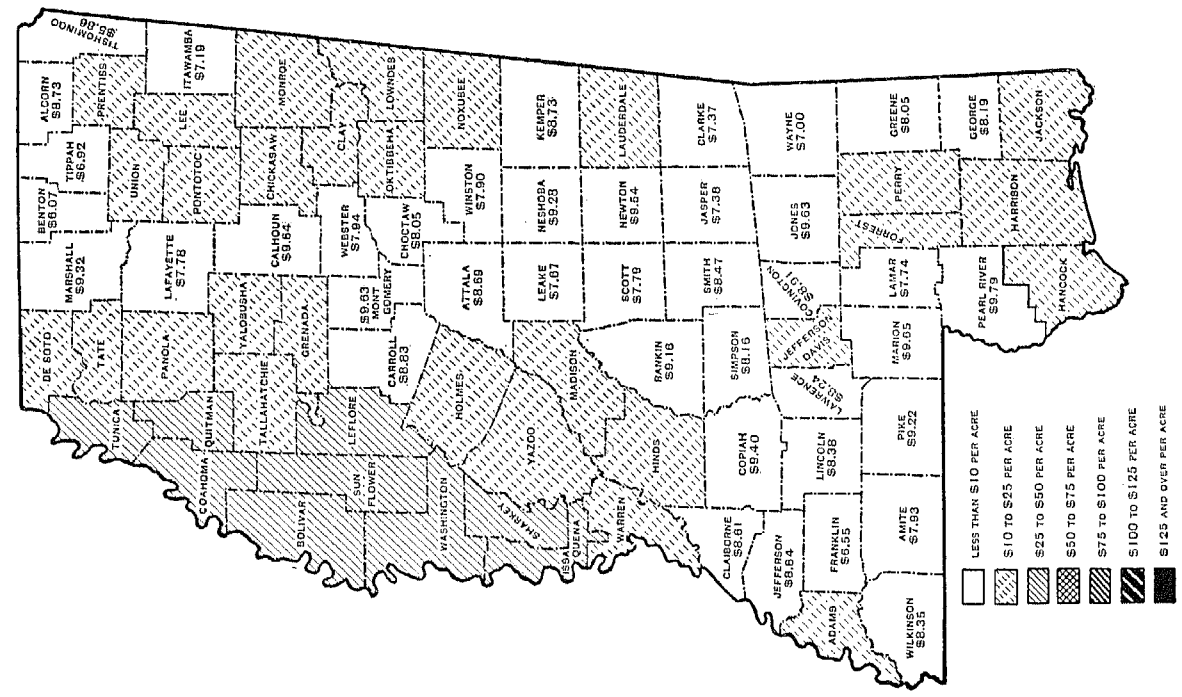 DE SOTO
MARSHALL
$9.32
BENTON
$6.07
TIPPAH
$6.92
ALCORN
$8.73
TISHOMINGO
$5.86
PRENTISS
TUNICA
TATE
PANOLA
LAFAYETTE
$7.78
UNION
LEE
ITAWAMBA
$7.19
PONTOTOC
COAHOMA
QUITMAN
TALLAHATCHIE
YALOBUSHA
CALHOUN
$9.64
CHICKASAW
MONROE
GRENADA
BOLIVAR
SUN
FLOWER
LEFLORE
CARROLL
$8.83
$9.63
MONT
GOMERY
WEBSTER
$7.94
CLAY
LOWNDES
CHOCTAW
$8.05
OKTIBBEHA
WASHINGTON
HOLMES
ATTALA
$8.69
WINSTON
$7.90
NOXUBEE
SHARKEY
ISSA
QUENA
YAZOO
MADISON
LEAKE
$7.67
NESHOBA
$9.28
KEMPER
$8.73
WARREN
HINDS
RANKIN
$9.16
SCOTT
$7.79
NEWTON
$9.54
LAUDERDALE
CLAIBORNE
$8.61
COPIAH
$9.40
SIMPSON
$8.16
SMITH
$8.47
JASPER
$7.38
CLARKE
$7.37
JEFFERSON
$8.84
LINCOLN
$8.38
LAWRENCE
$8.24
JEFFERSON
DAVIS
COVINGTON
$8.91
JONES
$9.63
WAYNE
$7.00
ADAMS
FRANKLIN
$6.55
WILKINSON
$8.35
AMITE
$7.93
PIKE
$9.22
MARION
$9.65
LAMAR
$7.74
FORREST
PERRY
GREENE
$8.05
PEARL RIVER
$9.79
GEORGE
$8.19
HANCOCK
HARRISON
JACKSON
LESS THAN $10 PER ACRE
$10 TO $25 PER ACRE
$25 TO $50 PER ACRE
$50 TO $75 PER ACRE
$75 TO $100 PER ACRE
$100 TO $125 PER ACRE
$125 AND OVER PER ACRE